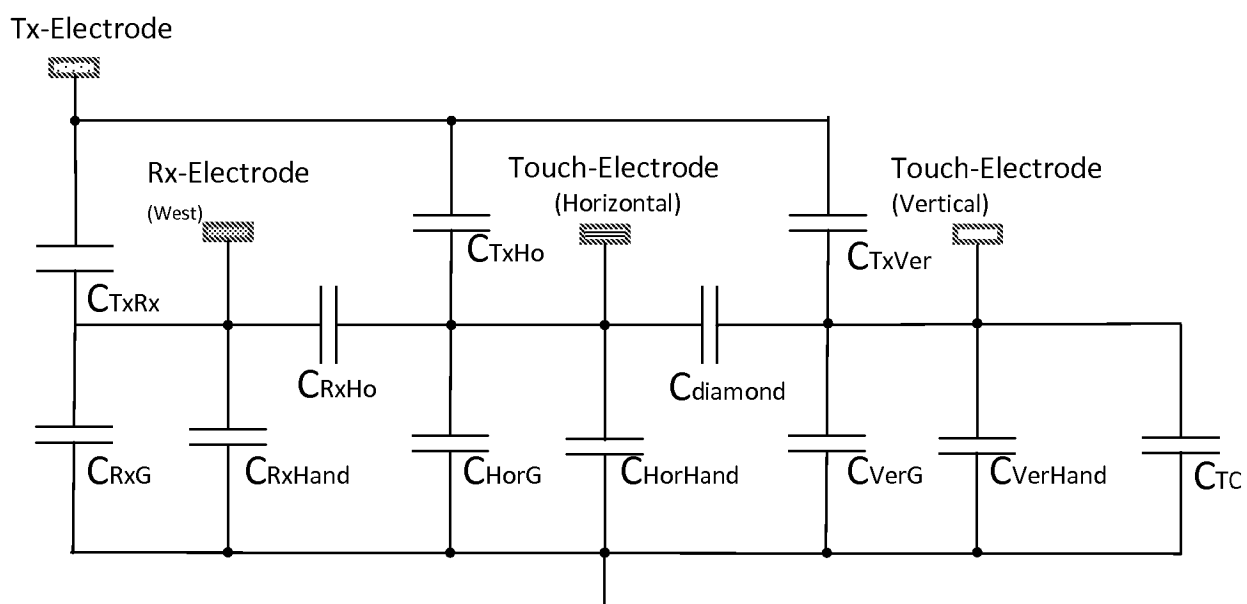 Tx-Electrode
Rx-Electrode
(West)
Touch-Electrode
(Horizontal)
Touch-Electrode
(Vertical)
CTxHo
CTxVer
CTxRx
CRxHo
Cdiamond
CRxG
CRxHand
CHorG
CHorHand
CVerG
CVerHand
CTC